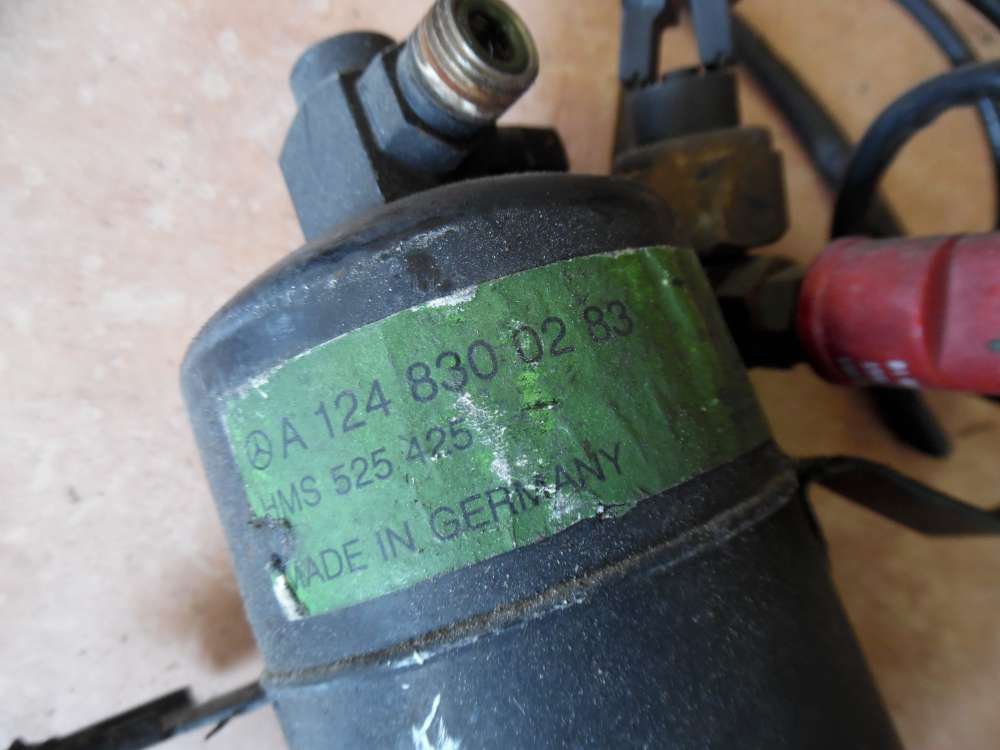 A 124 830 02 83
HMS 525 425
MADE IN GERMANY